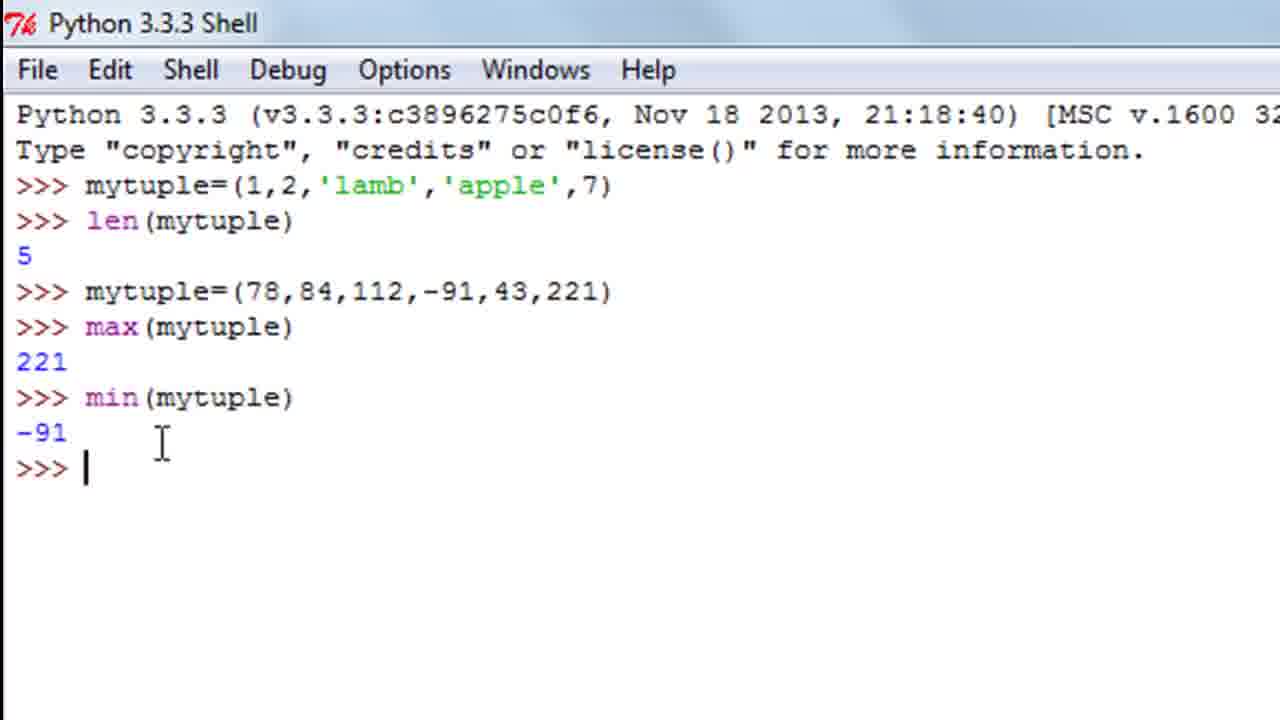 Python 3.3.3 Shell
File Edit Shell Debug Options Windows Help
Python 3.3.3 (v3.3.3:c3896275c0f6, Nov 18 2013, 21:18:40) [MSC v.1600 32
Type "copyright", "credits" or "license()" for more information.
>>> mytuple=(1,2,'lamb','apple',7)
>>> len(mytuple)
5
>>> mytuple=(78,84,112,-91,43,221)
>>> max(mytuple)
221
>>> min(mytuple)
-91
>>>